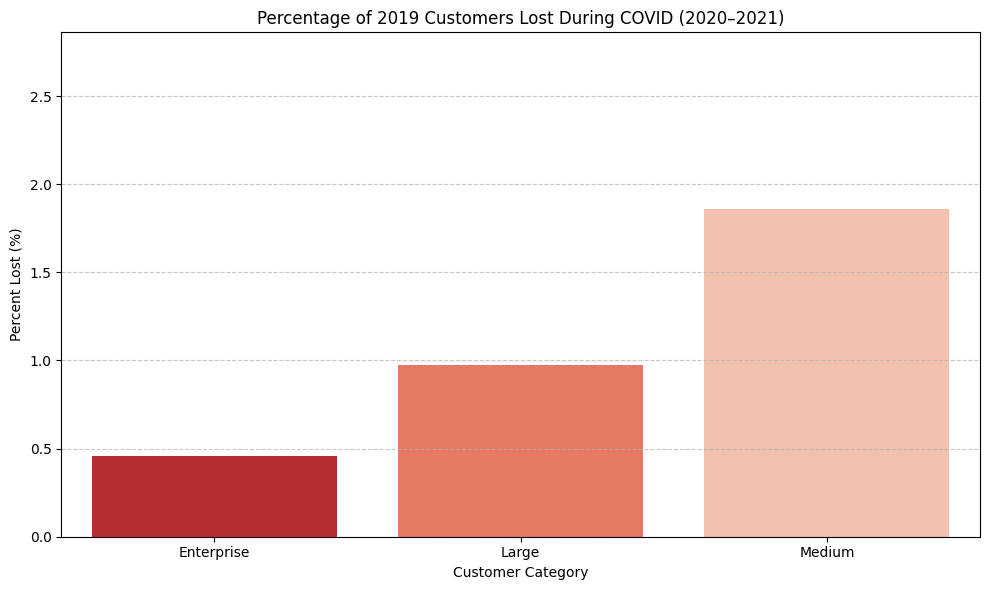 Percentage of 2019 Customers Lost During COVID (2020–2021)
Percent Lost (%)
2.5
2.0
1.5
1.0
0.5
0.0
Enterprise Large Medium
Customer Category